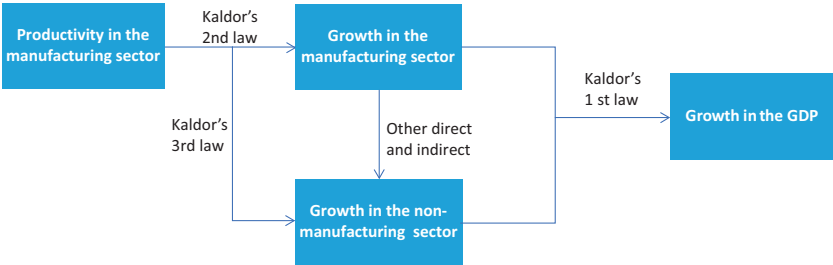 Productivity in the
manufacturing sector
Kaldor's
2nd law
Growth in the
manufacturing sector
Kaldor's
1 st law
Growth in the GDP
Kaldor's
3rd law
Other direct
and indirect
Growth in the non-
manufacturing sector